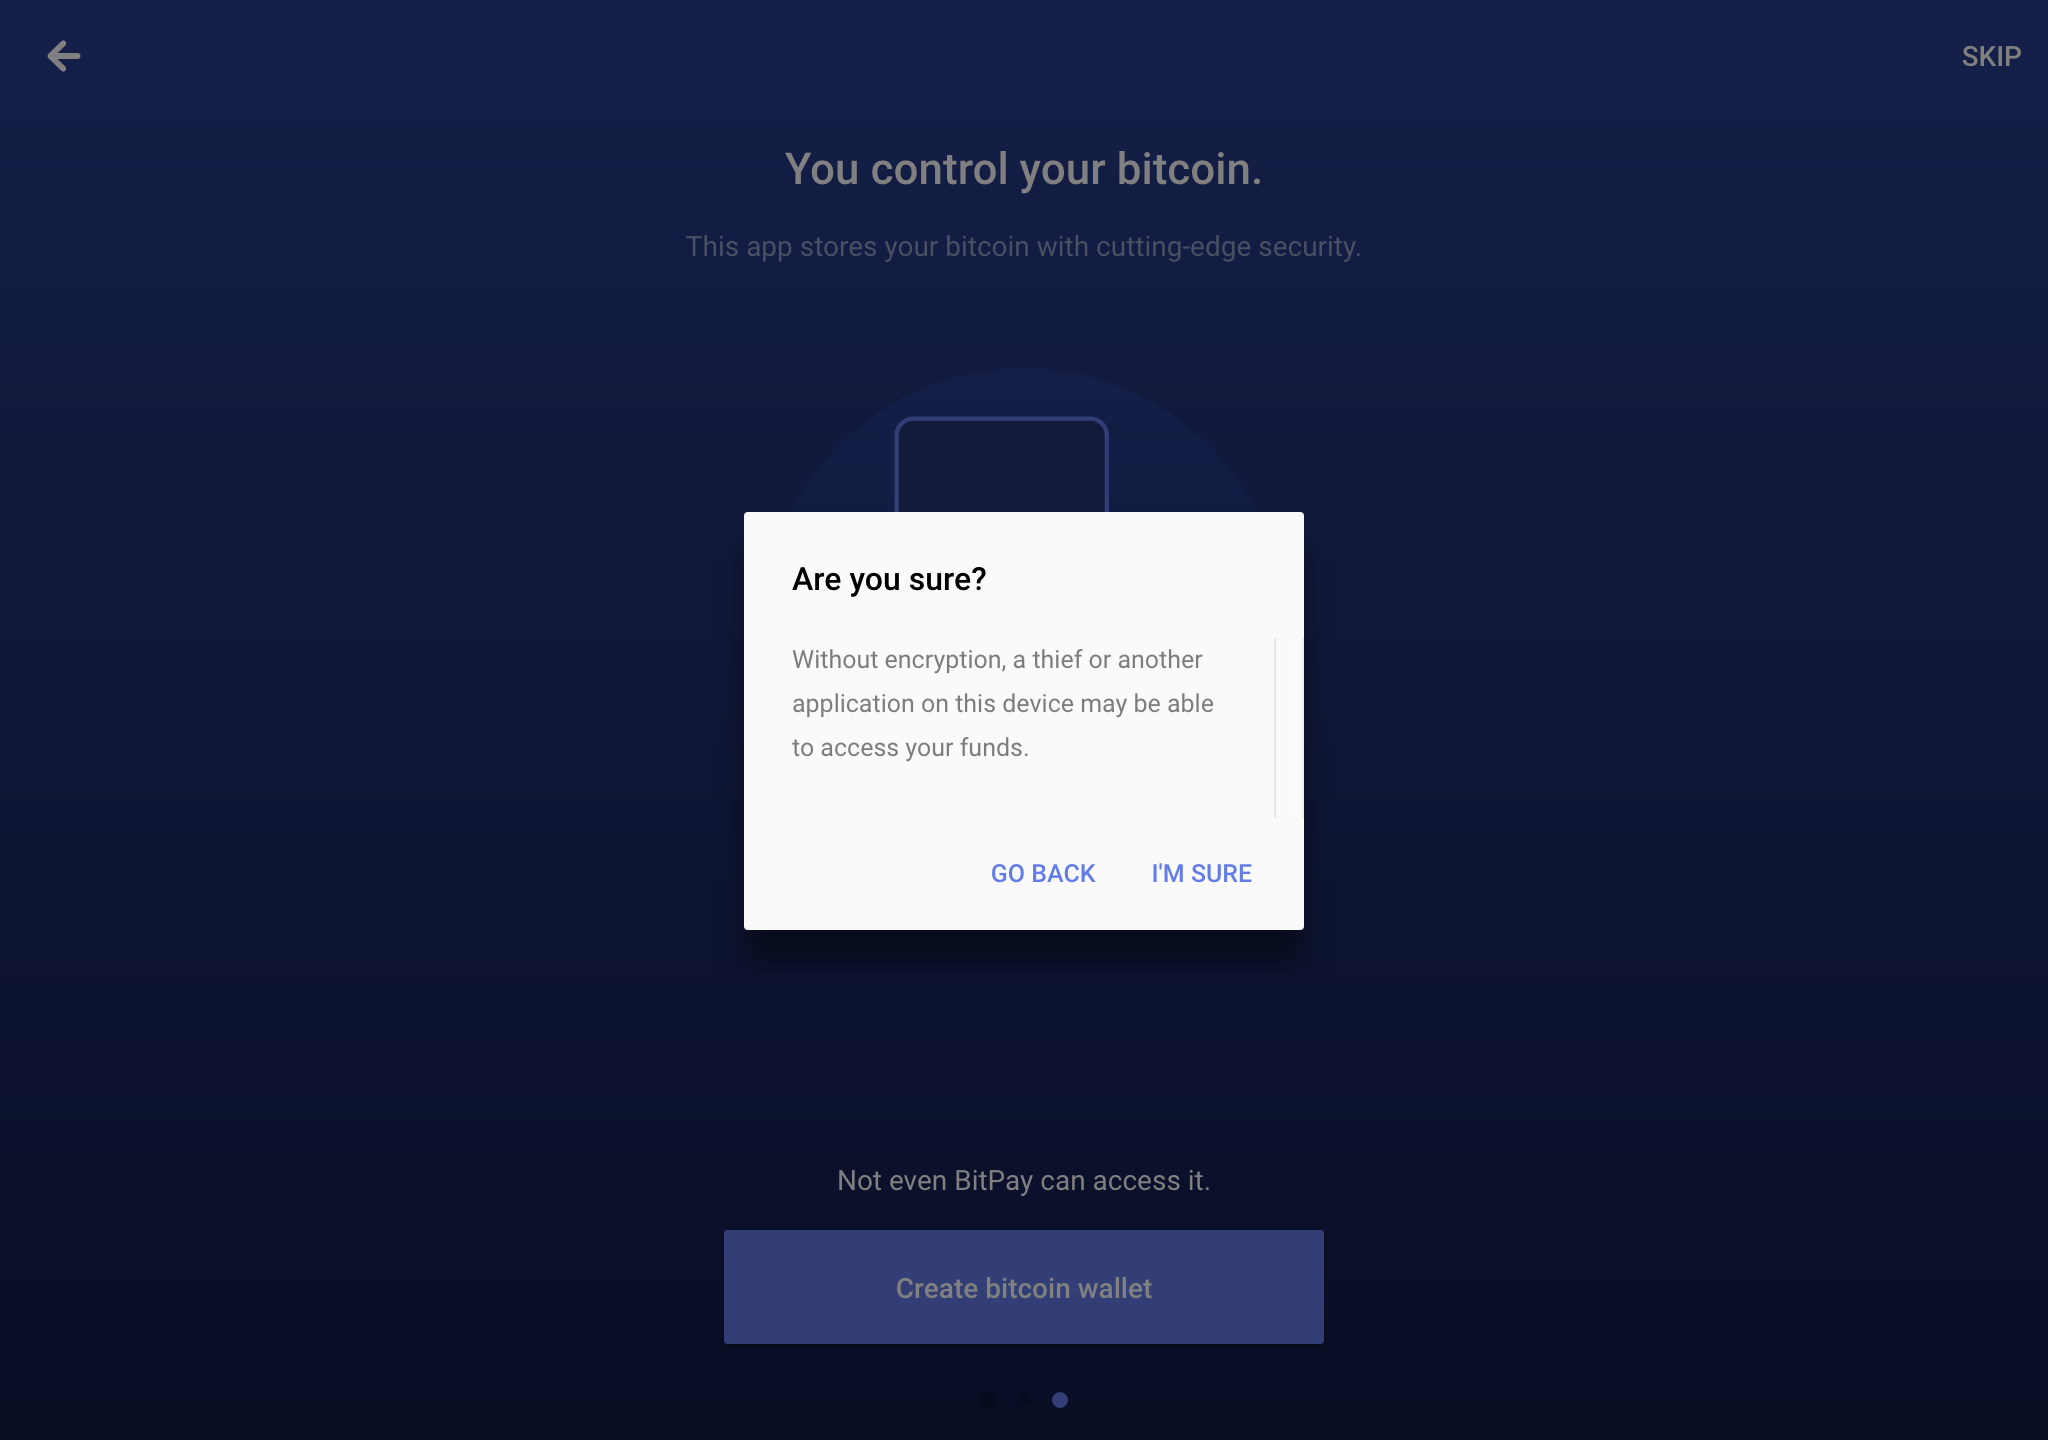 SKIP
You control your bitcoin.
This app stores your bitcoin with cutting-edge security.
Are you sure?
Without encryption, a thief or another
application on this device may be able
to access your funds.
GO BACK I'M SURE
Not even BitPay can access it.
Create bitcoin wallet